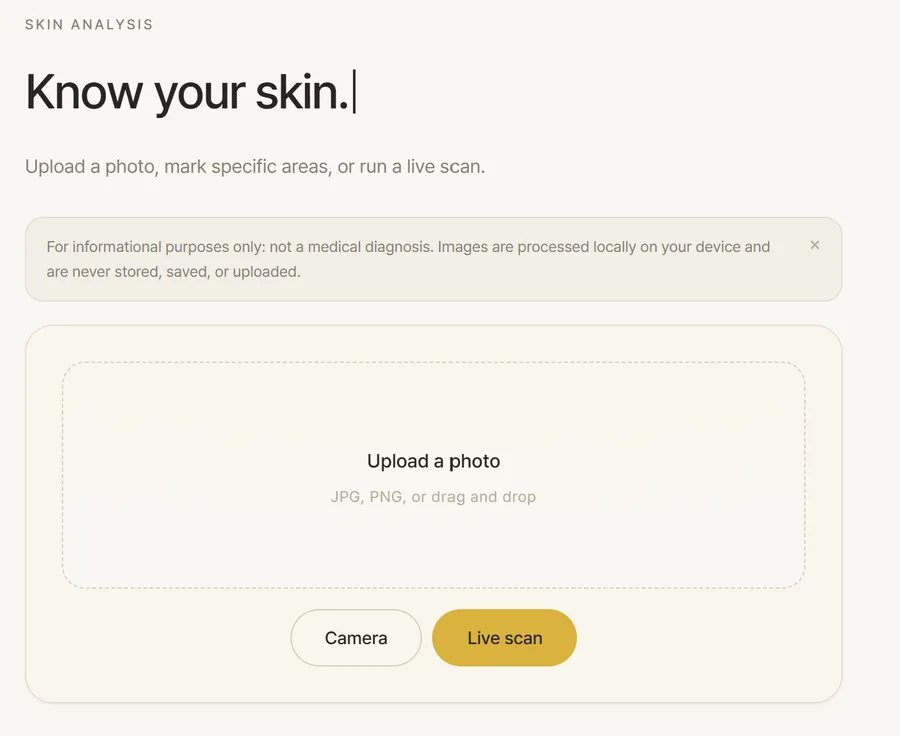 SKIN ANALYSIS
Know your skin.
Upload a photo, mark specific areas, or run a live scan.
For informational purposes only: not a medical diagnosis. Images are processed locally on your device and
are never stored, saved, or uploaded.
×
Upload a photo
JPG, PNG, or drag and drop
Camera
Live scan